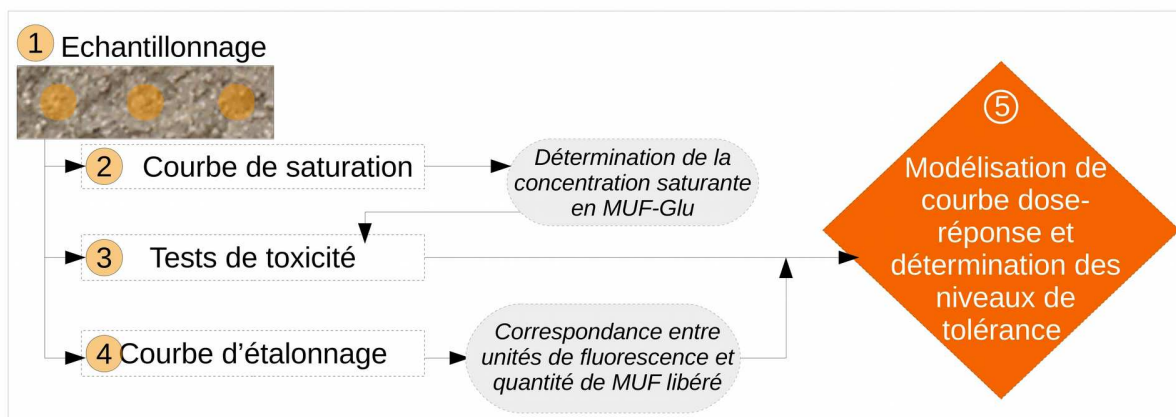 1 Echantillonnage
2 Courbe de saturation
Détermination de la
concentration saturante
en MUF-Glu
3 Tests de toxicité
4 Courbe d’étalonnage
Correspondance entre
unités de fluorescence et
quantité de MUF libéré
5
Modélisation de
courbe dose-
réponse et
détermination des
niveaux de
tolérance